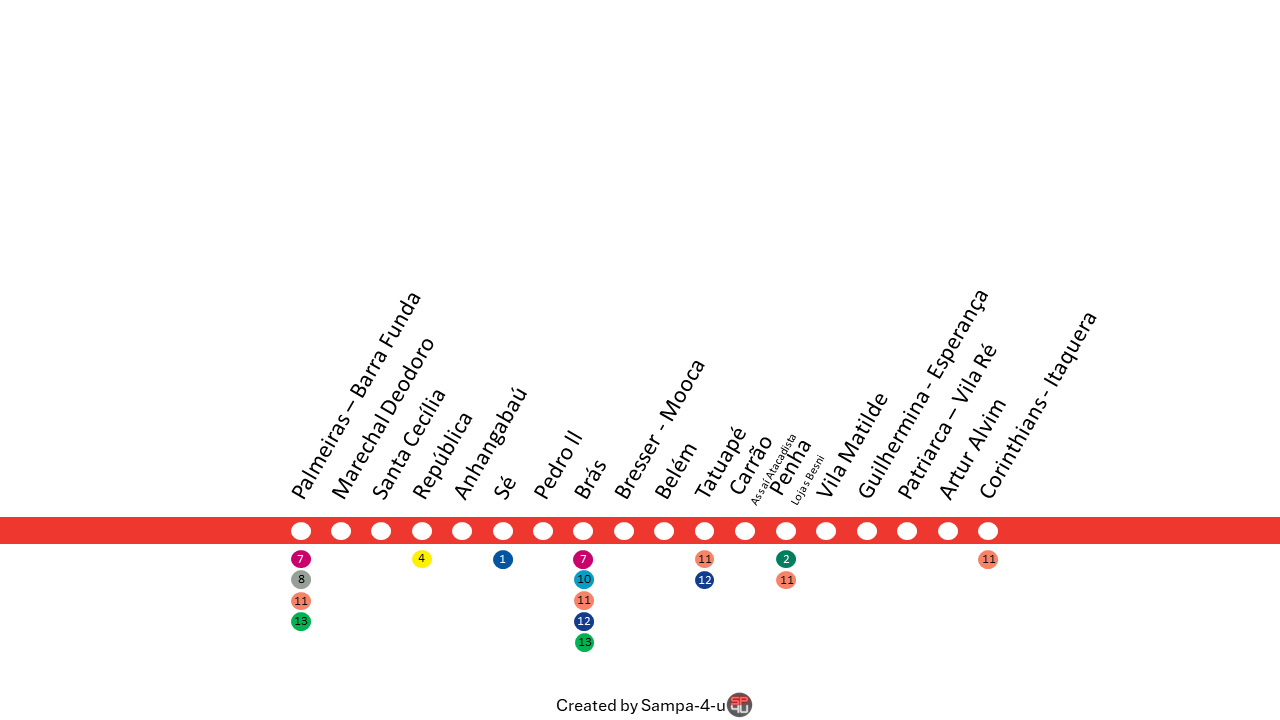 Palmeiras – Barra Funda
Marechal Deodoro
Santa Cecília
República
Anhangabaú
Sé
Pedro II
Brás
Bresser - Mooca
Belém
Tatuapé
Carrão
Assaí Atacadista
Penha
Lojas Besni
Vila Matilde
Guilhermina - Esperança
Patriarca – Vila Ré
Artur Alvim
Corinthians - Itaquera
7
8
11
13
4
1
7
10
11
12
13
11
12
2
11
11
Created by Sampa-4-u
SP
4U